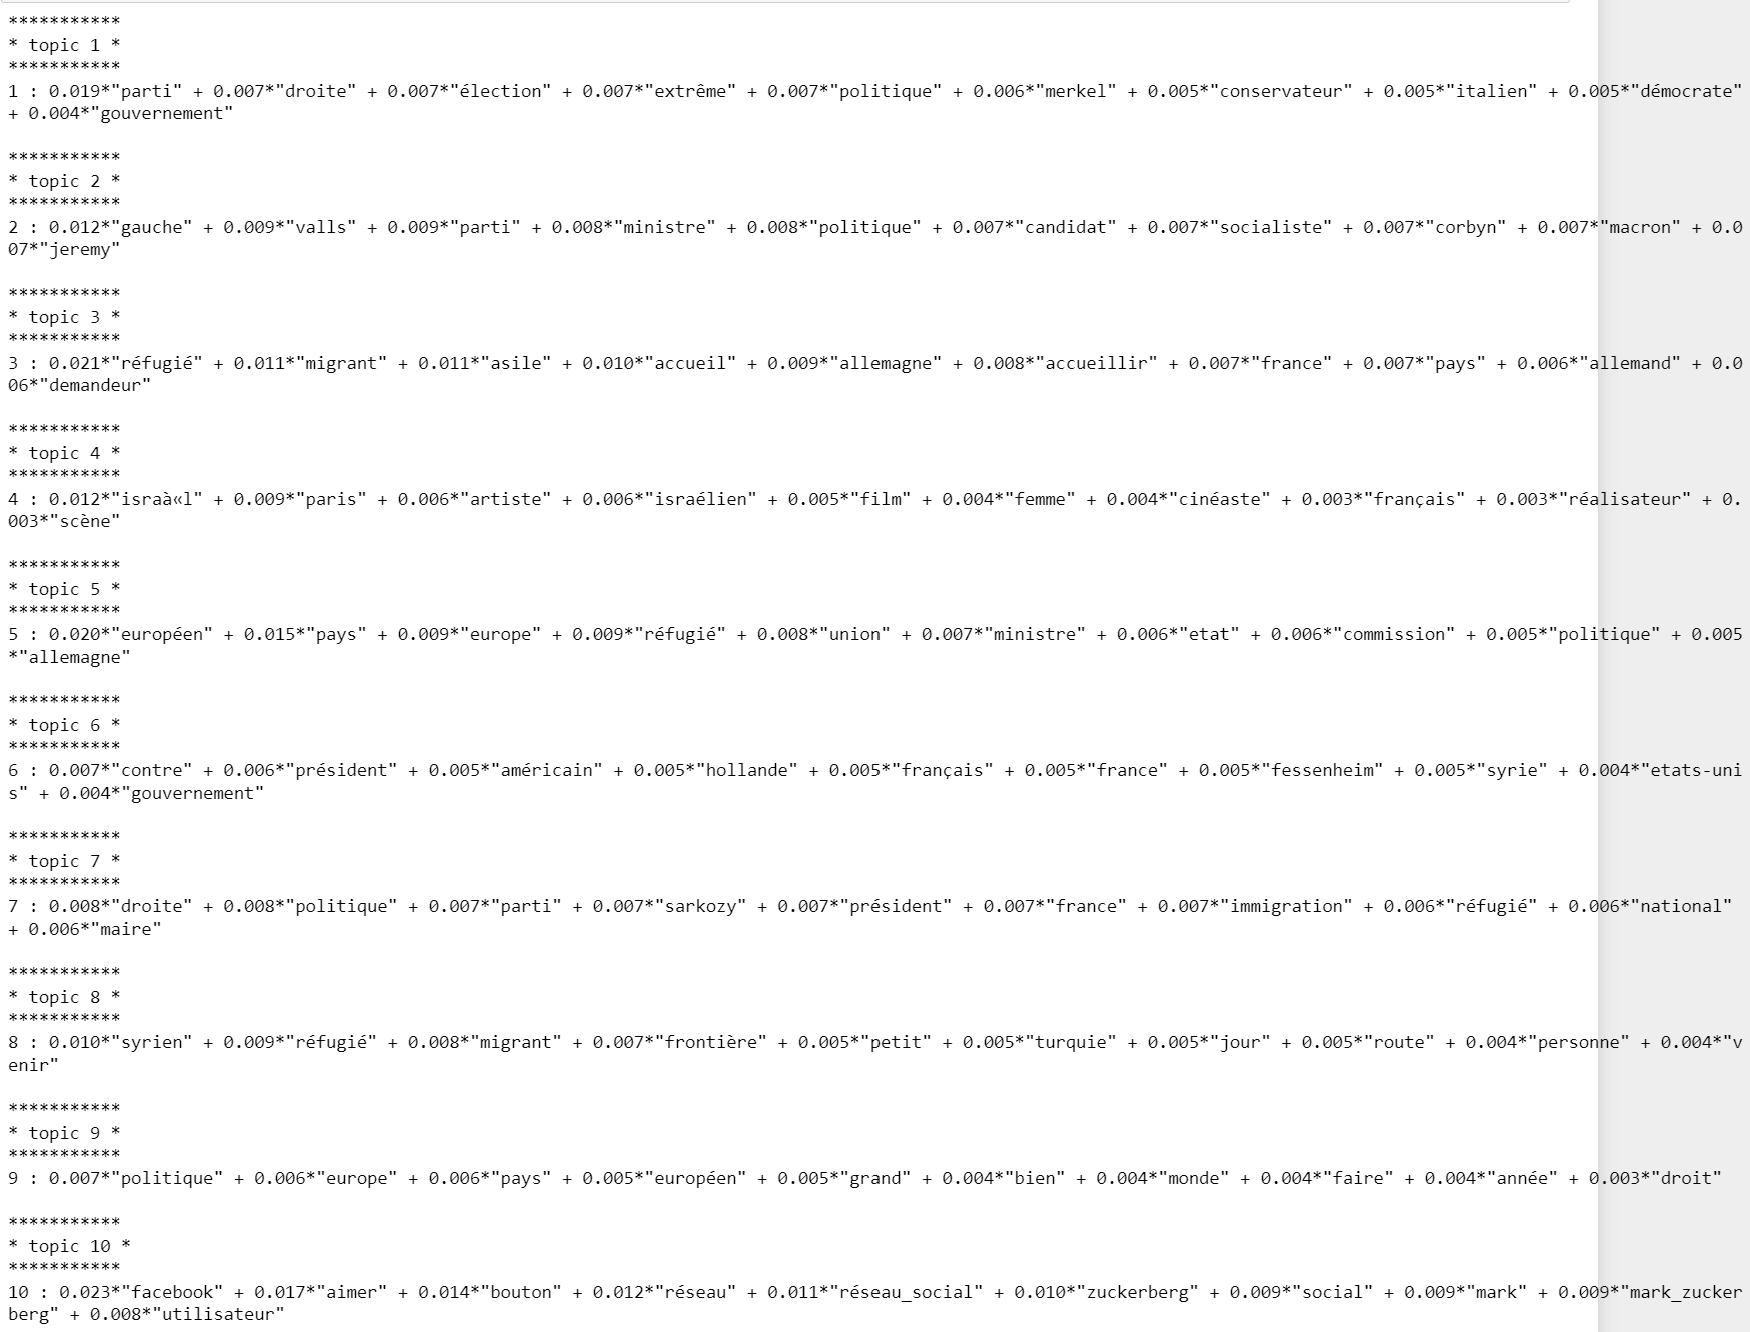 ***********
* topic 1 *
***********
1 : 0.019*"parti" + 0.007*"droite" + 0.007*"élection" + 0.007*"extrême" + 0.007*"politique" + 0.006*"merkel" + 0.005*"conservateur" + 0.005*"italien" + 0.005*"démocrate"
+ 0.004*"gouvernement"
***********
* topic 2 *
***********
2 : 0.012*"gauche" + 0.009*"valls" + 0.009*"parti" + 0.008*"ministre" + 0.008*"politique" + 0.007*"candidat" + 0.007*"socialiste" + 0.007*"corbyn" + 0.007*"macron" + 0.0
07*"jeremy"
***********
* topic 3 *
***********
3 : 0.021*"réfugié" + 0.011*"migrant" + 0.011*"asile" + 0.010*"accueil" + 0.009*"allemagne" + 0.008*"accueillir" + 0.007*"france" + 0.007*"pays" + 0.006*"allemand" + 0.0
06*"demandeur"
***********
* topic 4 *
***********
4 : 0.012*"israà«l" + 0.009*"paris" + 0.006*"artiste" + 0.006*"israélien" + 0.005*"film" + 0.004*"femme" + 0.004*"cinéaste" + 0.003*"français" + 0.003*"réalisateur" + 0.
003*"scène"
***********
* topic 5 *
***********
5 : 0.020*"européen" + 0.015*"pays" + 0.009*"europe" + 0.009*"réfugié" + 0.008*"union" + 0.007*"ministre" + 0.006*"etat" + 0.006*"commission" + 0.005*"politique" + 0.005
*"allemagne"
***********
* topic 6 *
***********
6 : 0.007*"contre" + 0.006*"président" + 0.005*"américain" + 0.005*"hollande" + 0.005*"français" + 0.005*"france" + 0.005*"fessenheim" + 0.005*"syrie" + 0.004*"etats-uni
s" + 0.004*"gouvernement"
***********
* topic 7 *
***********
7 : 0.008*"droite" + 0.008*"politique" + 0.007*"parti" + 0.007*"sarkozy" + 0.007*"président" + 0.007*"france" + 0.007*"immigration" + 0.006*"réfugié" + 0.006*"national"
+ 0.006*"maire"
***********
* topic 8 *
***********
8 : 0.010*"syrien" + 0.009*"réfugié" + 0.008*"migrant" + 0.007*"frontière" + 0.005*"petit" + 0.005*"turquie" + 0.005*"jour" + 0.005*"route" + 0.004*"personne" + 0.004*"v
enir"
***********
* topic 9 *
***********
9 : 0.007*"politique" + 0.006*"europe" + 0.006*"pays" + 0.005*"européen" + 0.005*"grand" + 0.004*"bien" + 0.004*"monde" + 0.004*"faire" + 0.004*"année" + 0.003*"droit"
***********
* topic 10 *
***********
10 : 0.023*"facebook" + 0.017*"aimer" + 0.014*"bouton" + 0.012*"réseau" + 0.011*"réseau_social" + 0.010*"zuckerberg" + 0.009*"social" + 0.009*"mark" + 0.009*"mark_zucker
berg" + 0.008*"utilisateur"